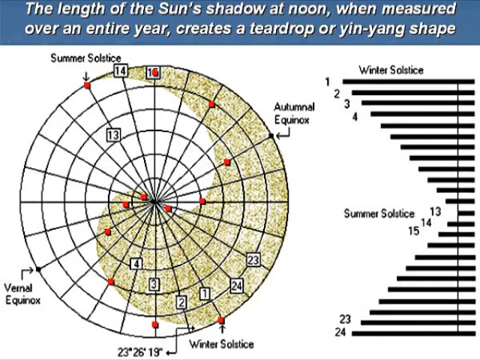 The length of the Sun's shadow at noon, when measured
over an entire year, creates a teardrop or yin-yang shape
Summer Solstice
14
13
Autumnal
Equinox
Vernal
Equinox
4
3
2
1
24
23
23°26'19"
Winter Solstice
Winter Solstice
1
2
3
4
Summer Solstice
13
14
15
23
24